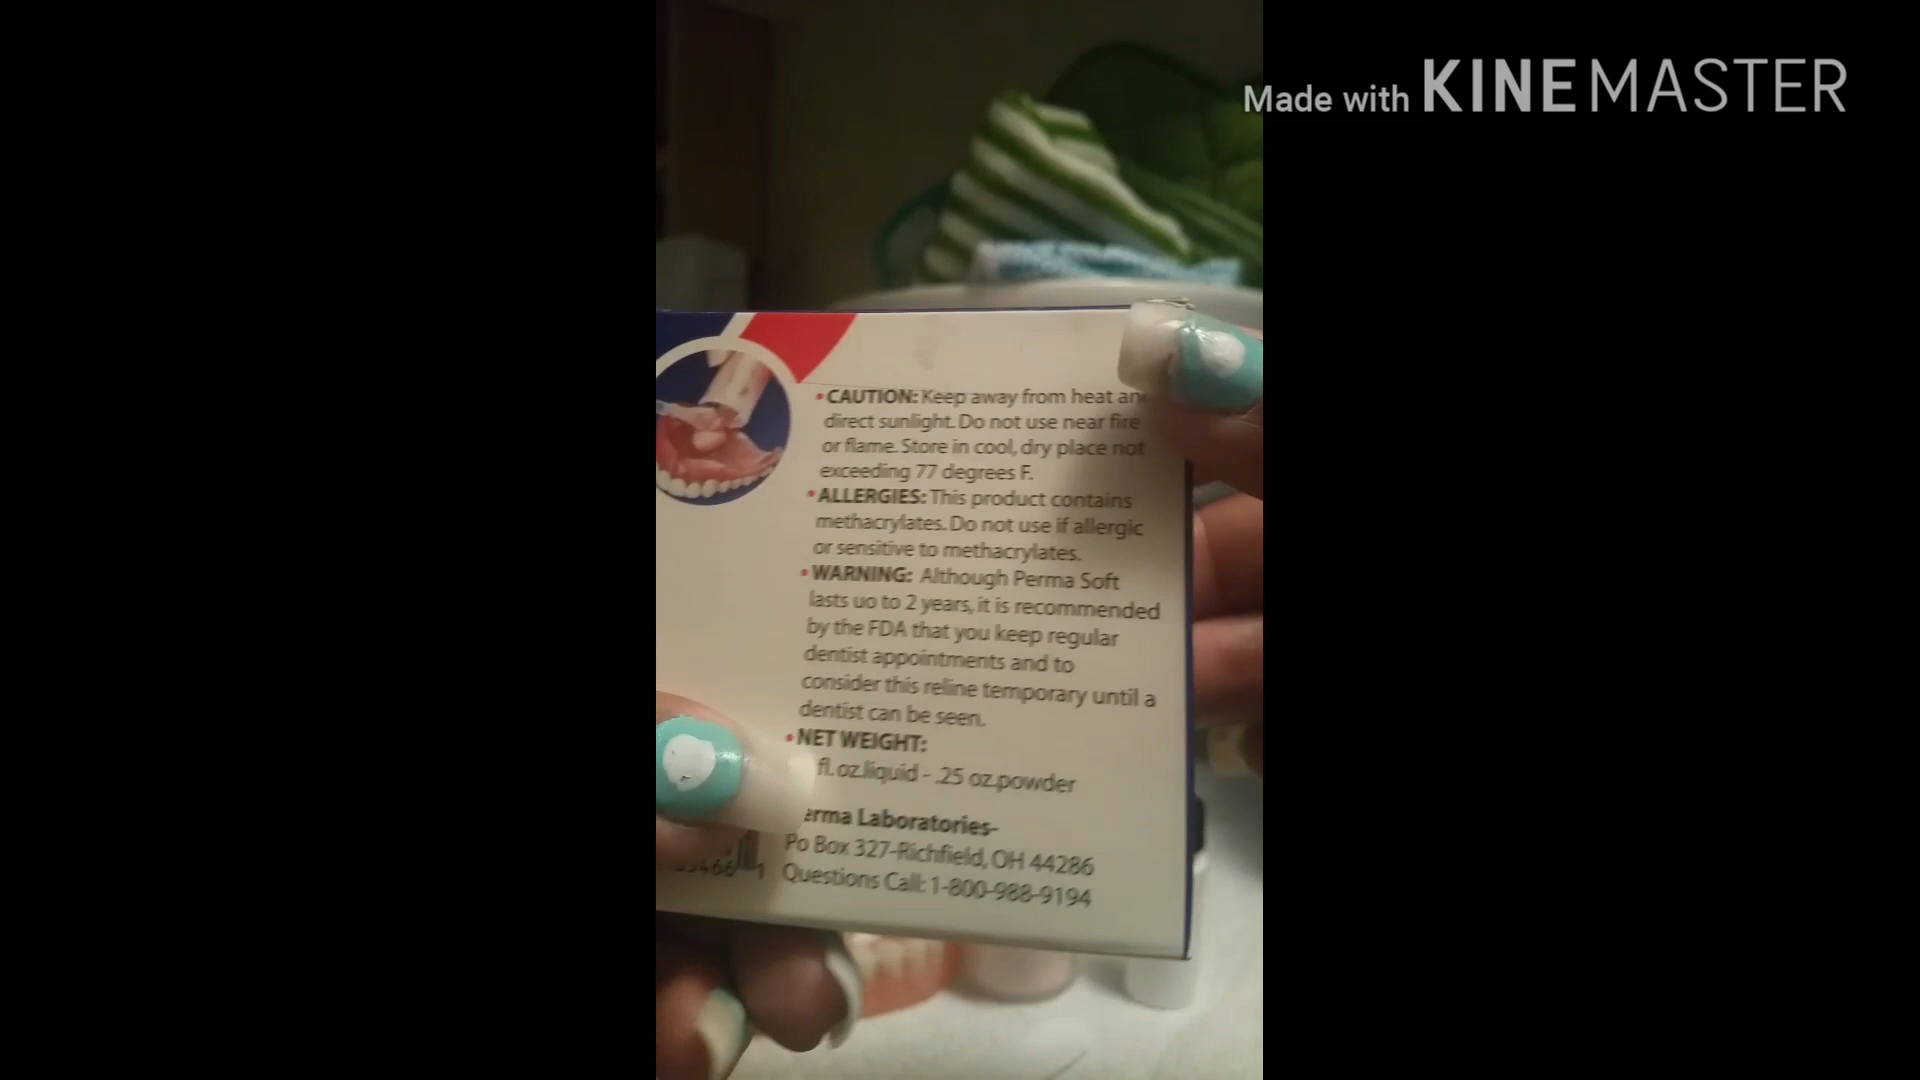 Made with KINEMASTER
• CAUTION: Keep away from heat and
direct sunlight. Do not use near fire
or flame. Store in cool, dry place not
exceeding 77 degrees F.
• ALLERGIES: This product contains
methacrylates. Do not use if allergic
or sensitive to methacrylates.
• WARNING: Although Perma Soft
lasts uo to 2 years, it is recommended
by the FDA that you keep regular
dentist appointments and to
consider this reline temporary until a
dentist can be seen.
• NET WEIGHT:
fl. oz.liquid - .25 oz.powder
erma Laboratories-
Po Box 327-Richfield, OH 44286
Questions Call: 1-800-988-9194